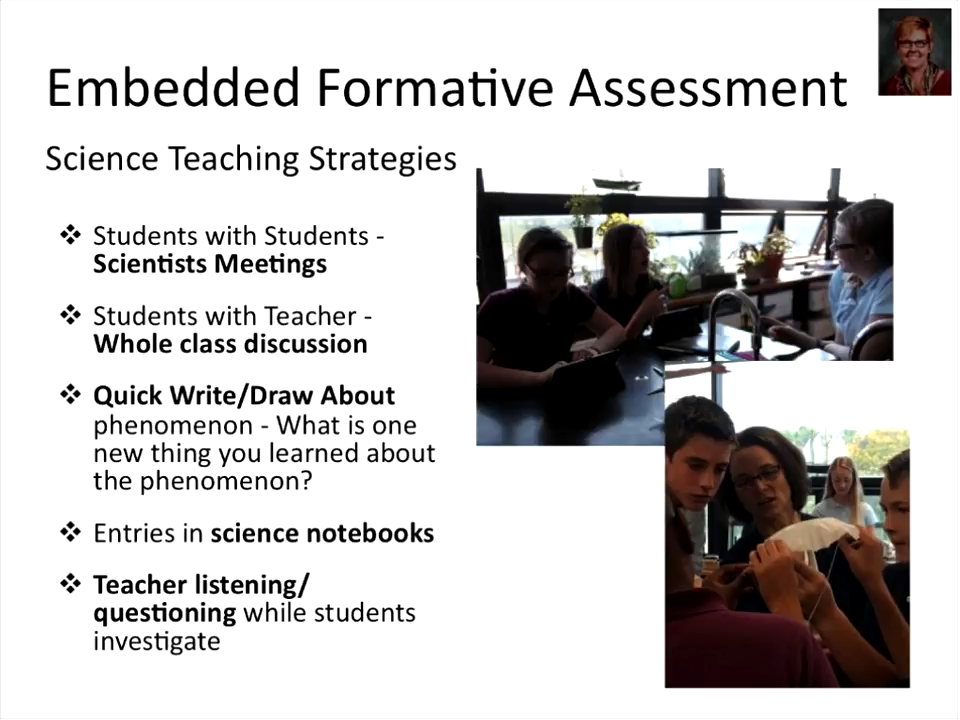 Embedded Formative Assessment
Science Teaching Strategies
❖ Students with Students -
Scientists Meetings
❖ Students with Teacher -
Whole class discussion
❖ Quick Write/Draw About
phenomenon - What is one
new thing you learned about
the phenomenon?
❖ Entries in science notebooks
❖ Teacher listening/
questioning while students
investigate